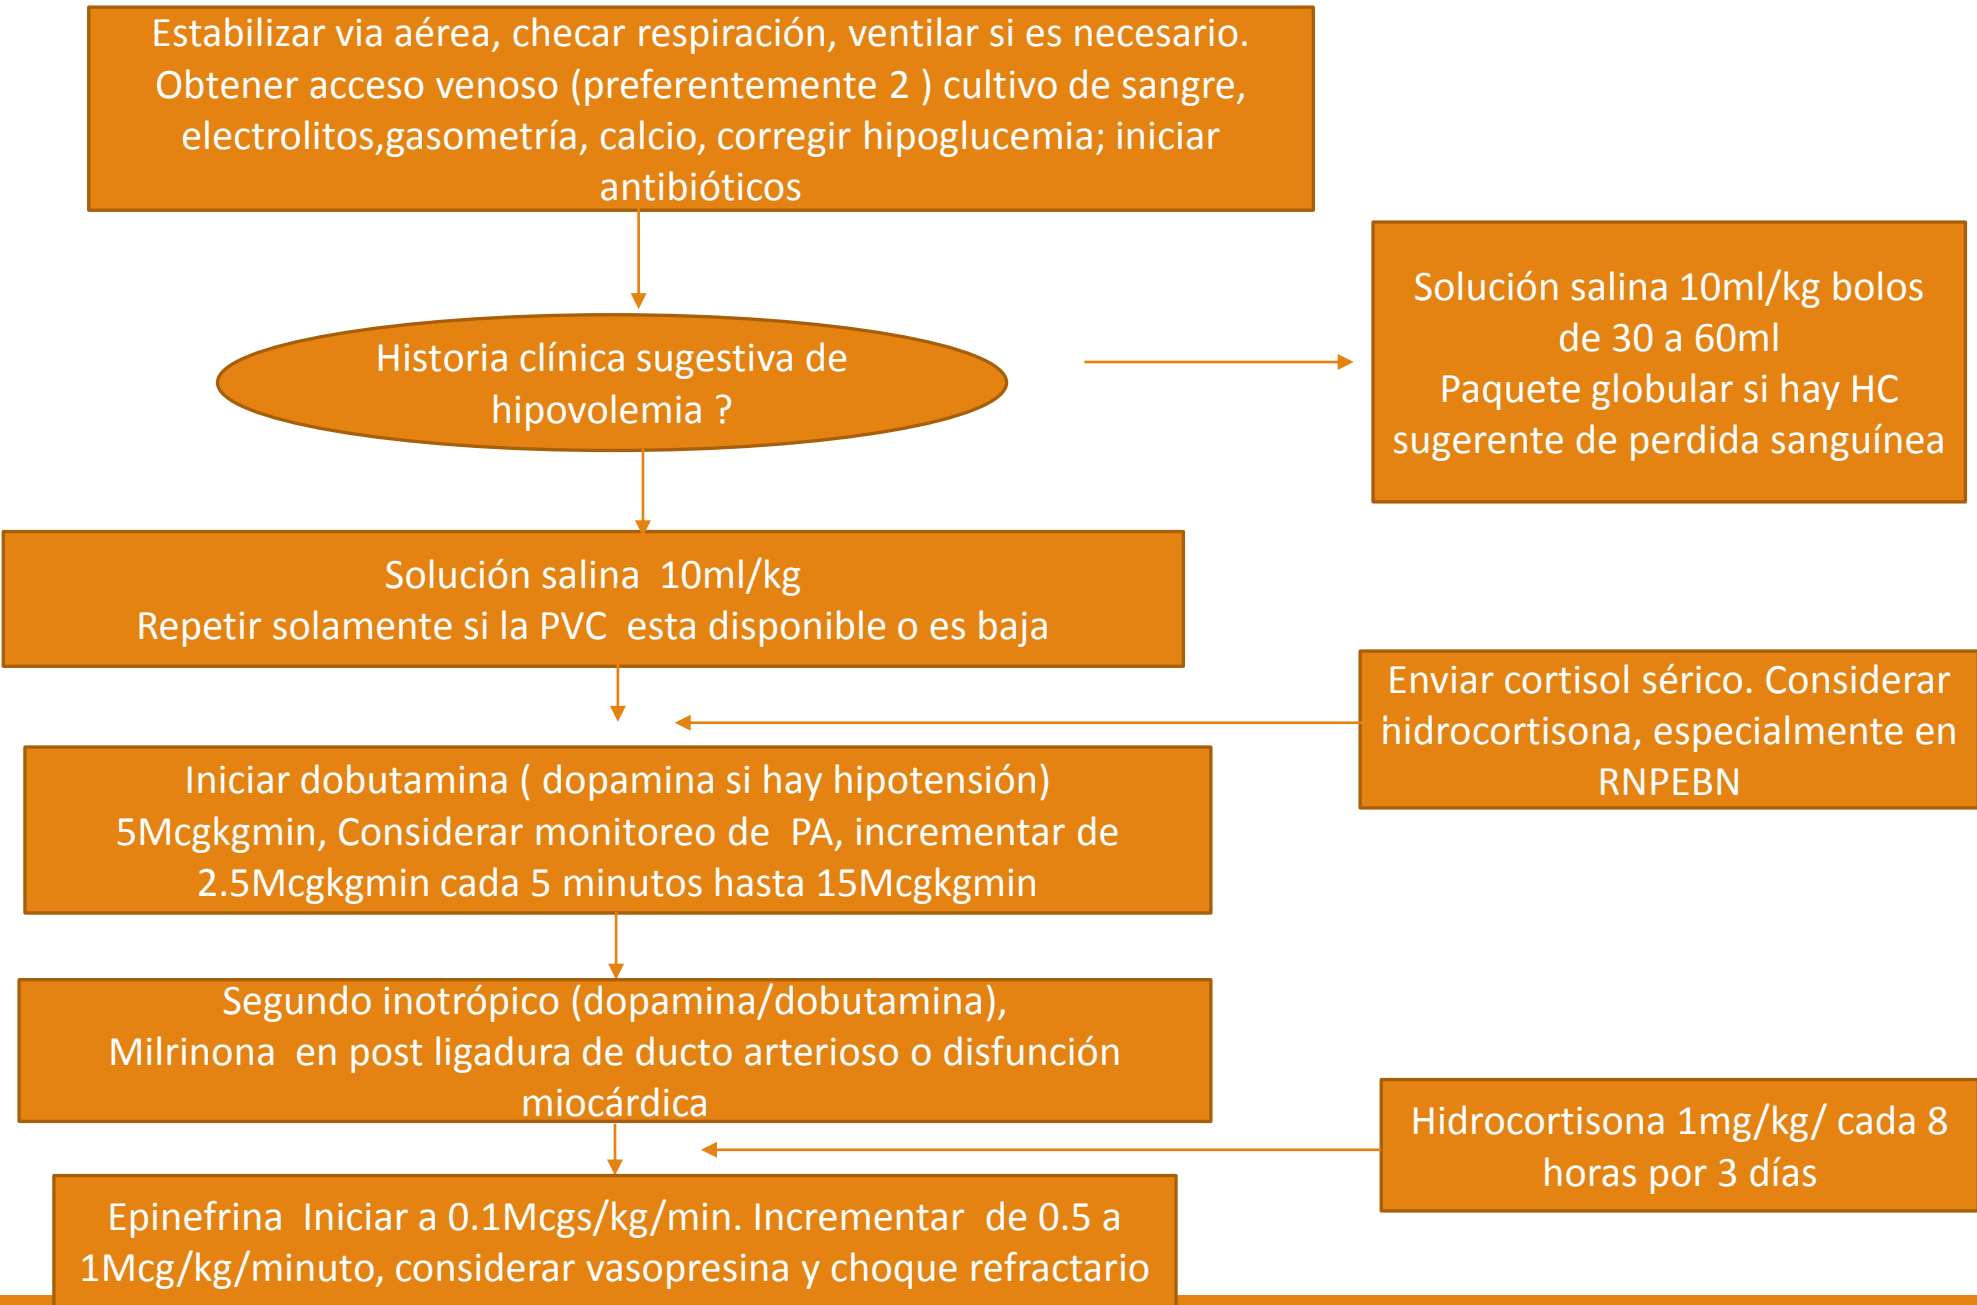 Estabilizar via aérea, checar respiración, ventilar si es necesario.
Obtener acceso venoso (preferentemente 2 ) cultivo de sangre,
electrolitos,gasometría, calcio, corregir hipoglucemia; iniciar
antibióticos
Solución salina 10ml/kg bolos
de 30 a 60ml
Paquete globular si hay HC
sugerente de perdida sanguínea
Historia clínica sugestiva de
hipovolemia ?
Solución salina  10ml/kg
Repetir solamente si la PVC  esta disponible o es baja
Enviar cortisol sérico. Considerar
hidrocortisona, especialmente en
RNPEBN
Iniciar dobutamina ( dopamina si hay hipotensión)
5Mcgkgmin, Considerar monitoreo de  PA, incrementar de
2.5Mcgkgmin cada 5 minutos hasta 15Mcgkgmin
Segundo inotrópico (dopamina/dobutamina),
Milrinona  en post ligadura de ducto arterioso o disfunción
miocárdica
Hidrocortisona 1mg/kg/ cada 8
horas por 3 días
Epinefrina  Iniciar a 0.1Mcgs/kg/min. Incrementar  de 0.5 a
1Mcg/kg/minuto, considerar vasopresina y choque refractario